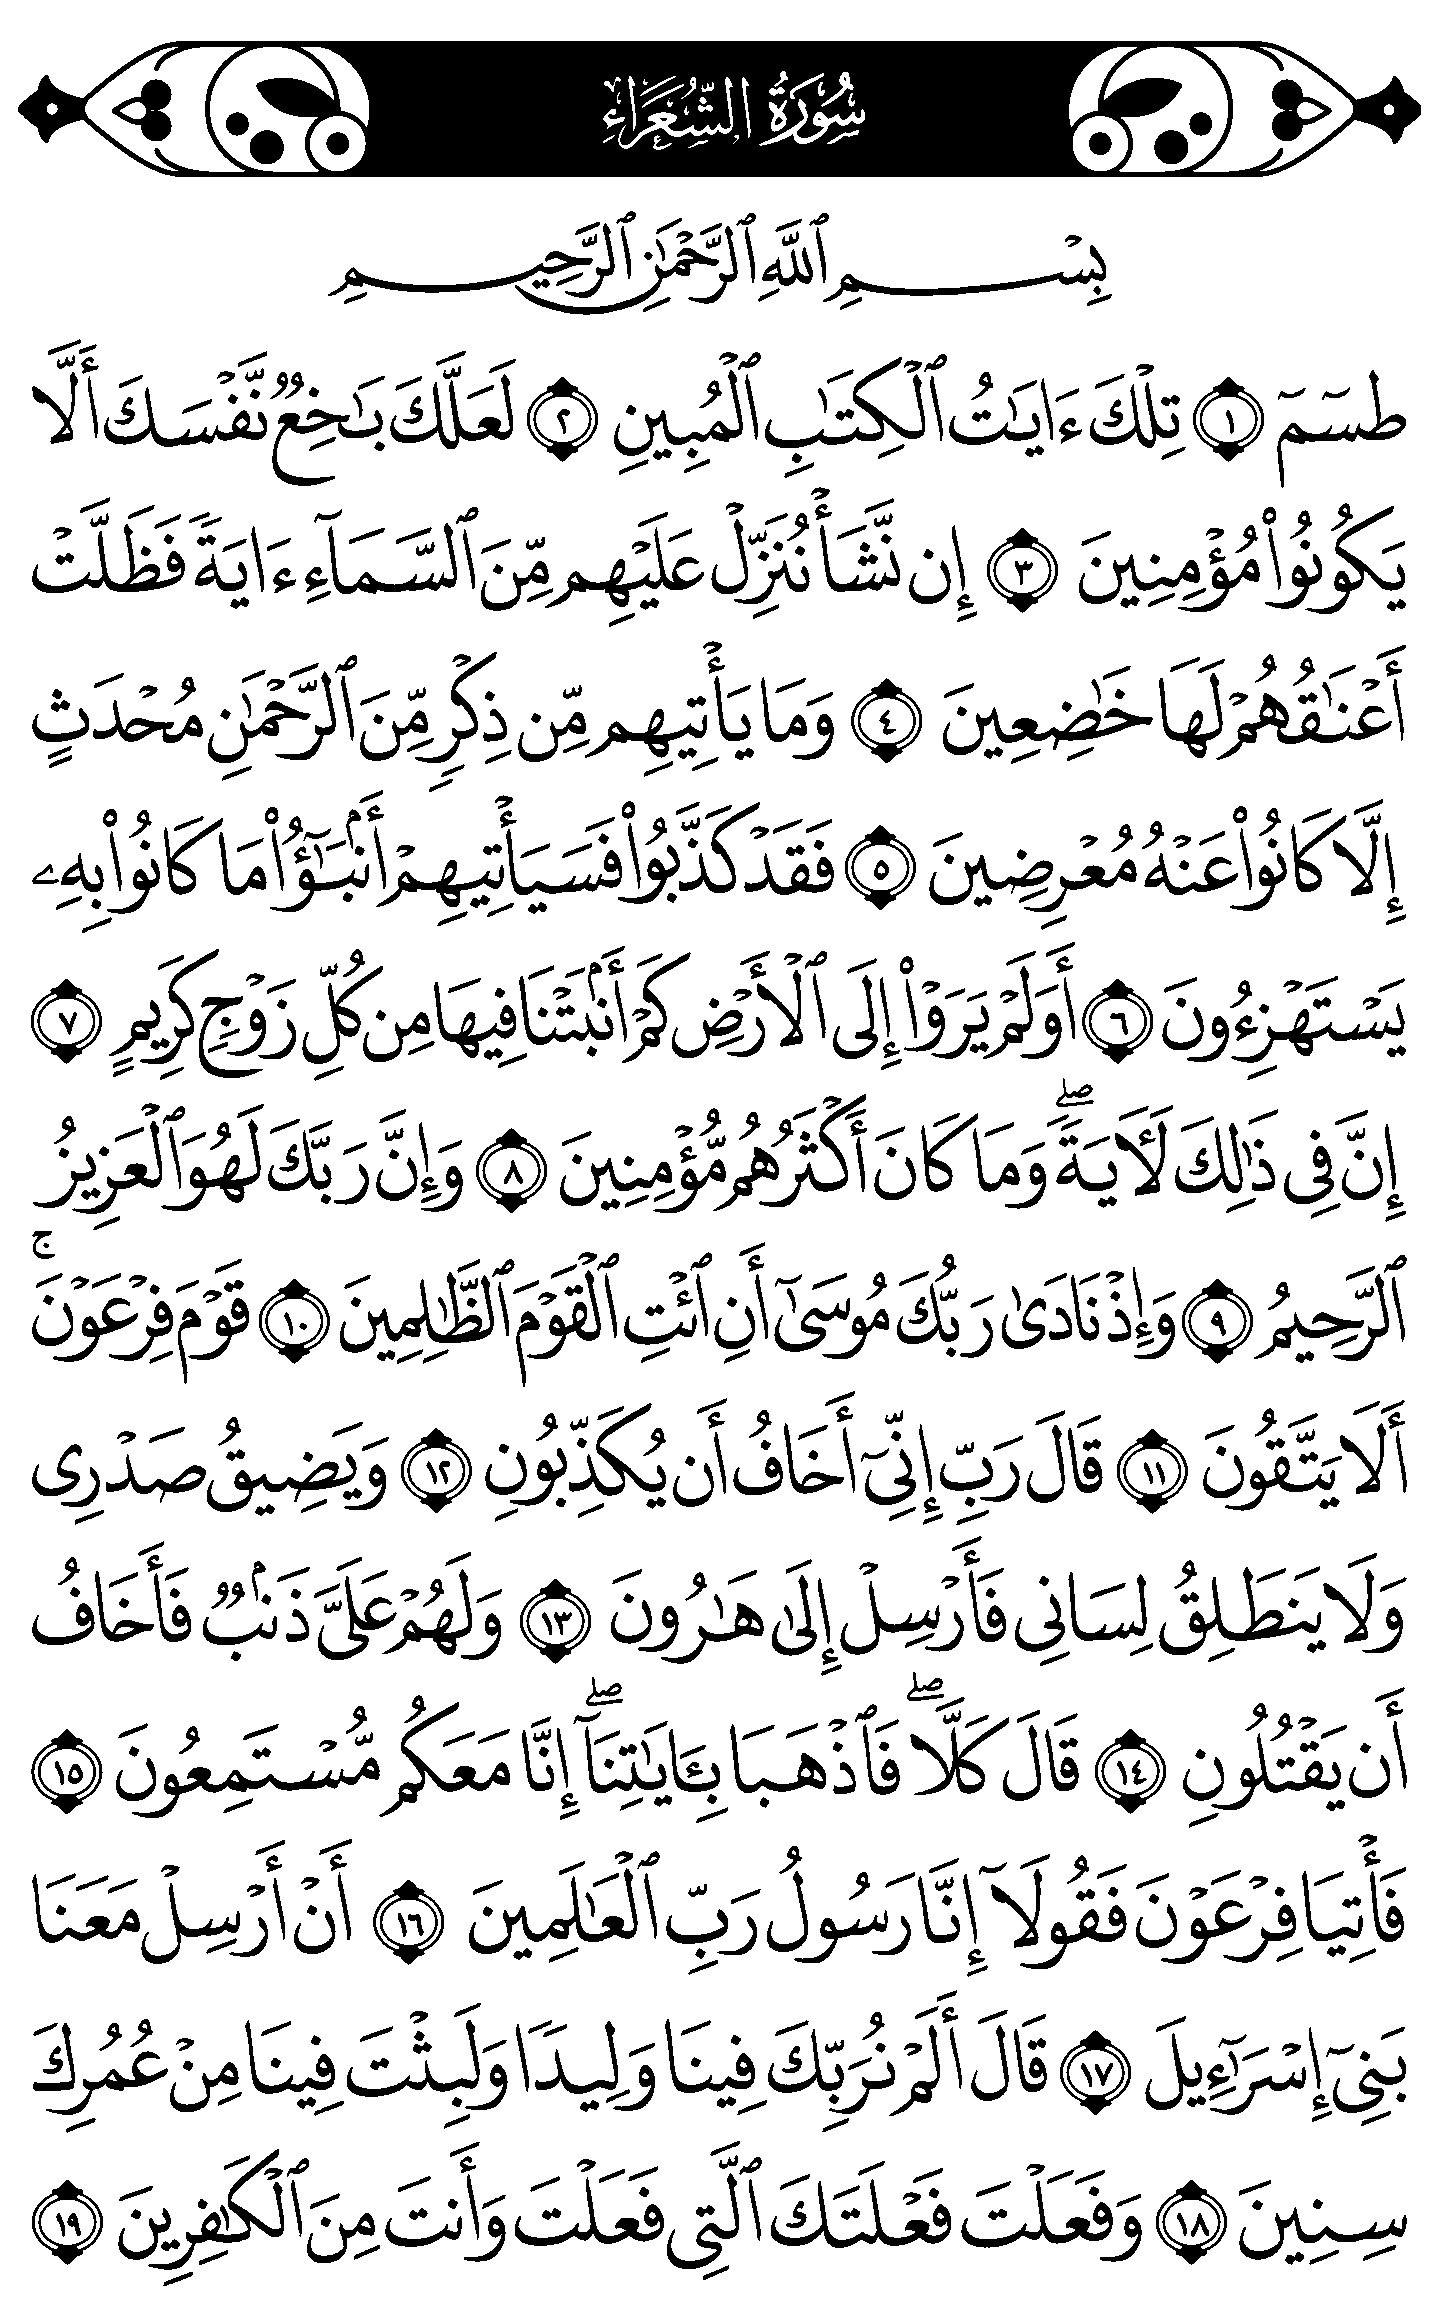 سُورَةُ الشُّعَرَاءِ
بِسْمِ ٱللَّهِ ٱلرَّحْمَٰنِ ٱلرَّحِيمِ
طسٓمٓ ١ تِلْكَ ءَايَٰتُ ٱلْكِتَٰبِ ٱلْمُبِينِ ٢ لَعَلَّكَ بَٰخِعٌ نَّفْسَكَ أَلَّا
يَكُونُوا۟ مُؤْمِنِينَ ٣ إِن نَّشَأْ نُنَزِّلْ عَلَيْهِم مِّنَ ٱلسَّمَآءِ ءَايَةً فَظَلَّتْ
أَعْنَٰقُهُمْ لَهَا خَٰضِعِينَ ٤ وَمَا يَأْتِيهِم مِّن ذِكْرٍ مِّنَ ٱلرَّحْمَٰنِ مُحْدَثٍ
إِلَّا كَانُوا۟ عَنْهُ مُعْرِضِينَ ٥ فَقَدْ كَذَّبُوا۟ فَسَيَأْتِيهِمْ أَنۢبَٰٓؤُا۟ مَا كَانُوا۟ بِهِۦ
يَسْتَهْزِءُونَ ٦ أَوَلَمْ يَرَوْا۟ إِلَى ٱلْأَرْضِ كَمْ أَنۢبَتْنَا فِيهَا مِن كُلِّ زَوْجٍ كَرِيمٍ ٧
إِنَّ فِى ذَٰلِكَ لَءَايَةً ۖ وَمَا كَانَ أَكْثَرُهُم مُّؤْمِنِينَ ٨ وَإِنَّ رَبَّكَ لَهُوَ ٱلْعَزِيزُ
ٱلرَّحِيمُ ٩ وَإِذْ نَادَىٰ رَبُّكَ مُوسَىٰٓ أَنِ ٱئْتِ ٱلْقَوْمَ ٱلظَّٰلِمِينَ ١٠ قَوْمَ فِرْعَوْنَ ۚ
أَلَا يَتَّقُونَ ١١ قَالَ رَبِّ إِنِّىٓ أَخَافُ أَن يُكَذِّبُونِ ١٢ وَيَضِيقُ صَدْرِى
وَلَا يَنطَلِقُ لِسَانِى فَأَرْسِلْ إِلَىٰ هَٰرُونَ ١٣ وَلَهُمْ عَلَىَّ ذَنۢبٌ فَأَخَافُ
أَن يَقْتُلُونِ ١٤ قَالَ كَلَّا ۖ فَٱذْهَبَا بِـَٔايَٰتِنَآ ۖ إِنَّا مَعَكُم مُّسْتَمِعُونَ ١٥
فَأْتِيَا فِرْعَوْنَ فَقُولَآ إِنَّا رَسُولُ رَبِّ ٱلْعَٰلَمِينَ ١٦ أَنْ أَرْسِلْ مَعَنَا
بَنِىٓ إِسْرَٰٓءِيلَ ١٧ قَالَ أَلَمْ نُرَبِّكَ فِينَا وَلِيدًا وَلَبِثْتَ فِينَا مِنْ عُمُرِكَ
سِنِينَ ١٨ وَفَعَلْتَ فَعْلَتَكَ ٱلَّتِى فَعَلْتَ وَأَنتَ مِنَ ٱلْكَٰفِرِينَ ١٩